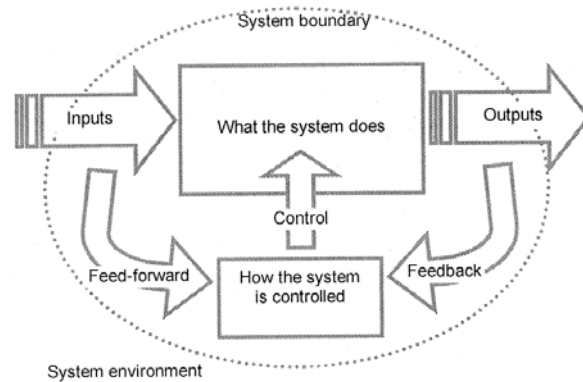 System boundary
Inputs
What the system does
Outputs
Control
Feed-forward
How the system
is controlled
Feedback
System environment